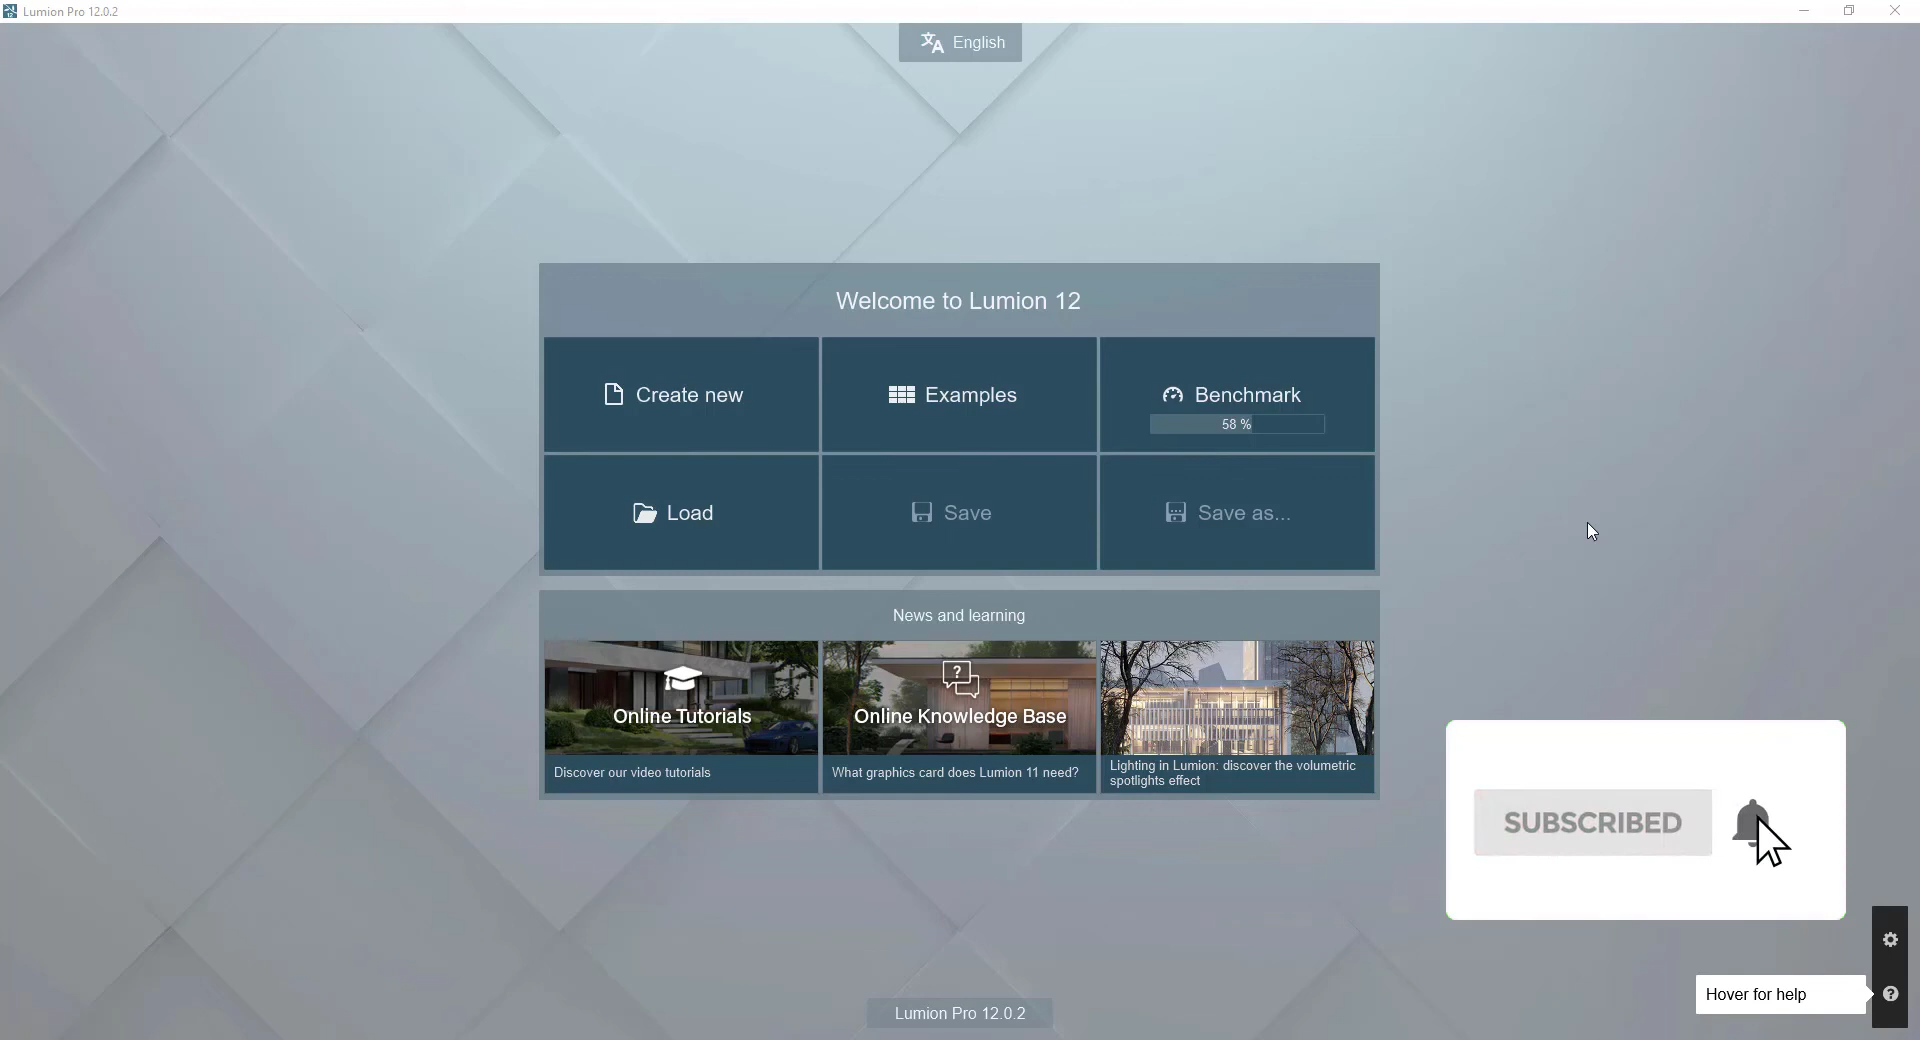 Lumion Pro 12.0.2
English
Welcome to Lumion 12
Create new
Examples
Benchmark
58 %
Load
Save
Save as...
News and learning
Online Tutorials
Discover our video tutorials
Online Knowledge Base
What graphics card does Lumion 11 need?
Lighting in Lumion: discover the volumetric
spotlights effect
SUBSCRIBED
Hover for help
Lumion Pro 12.0.2